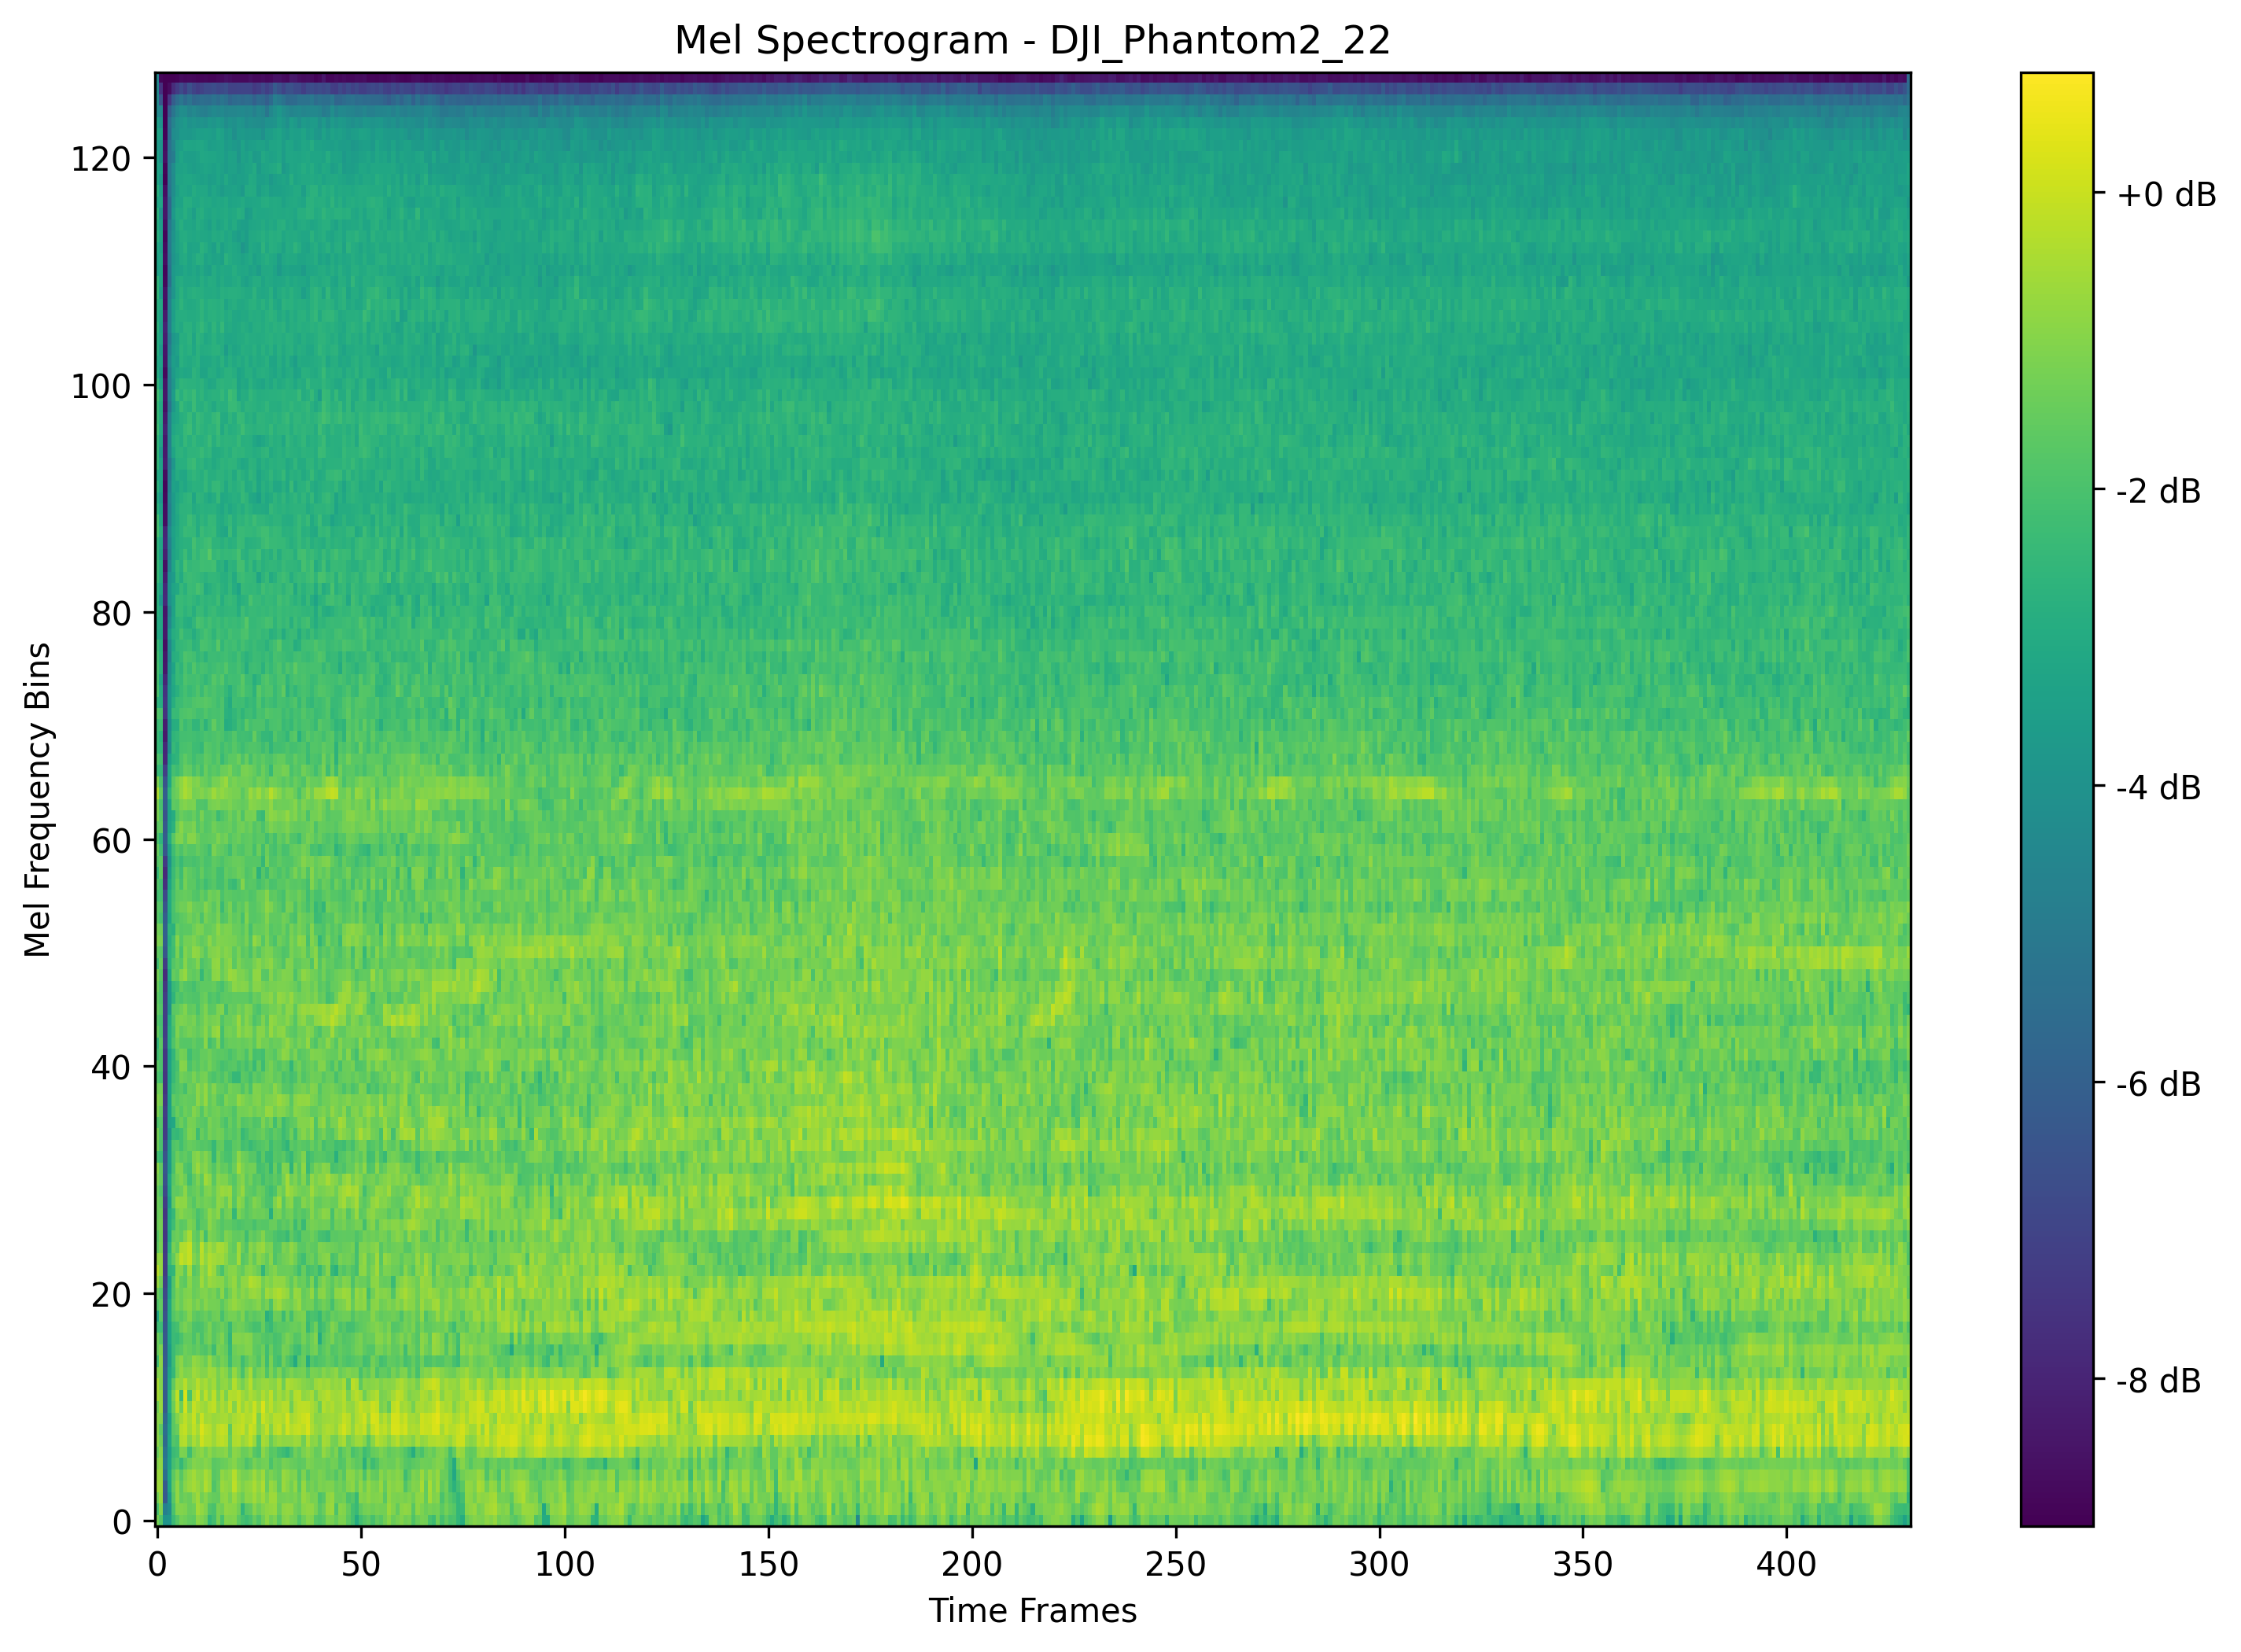 Mel Spectrogram - DJI_Phantom2_22
Mel Frequency Bins
120
100
80
60
40
20
0
0 50 100 150 200 250 300 350 400
Time Frames
+0 dB
-2 dB
-4 dB
-6 dB
-8 dB